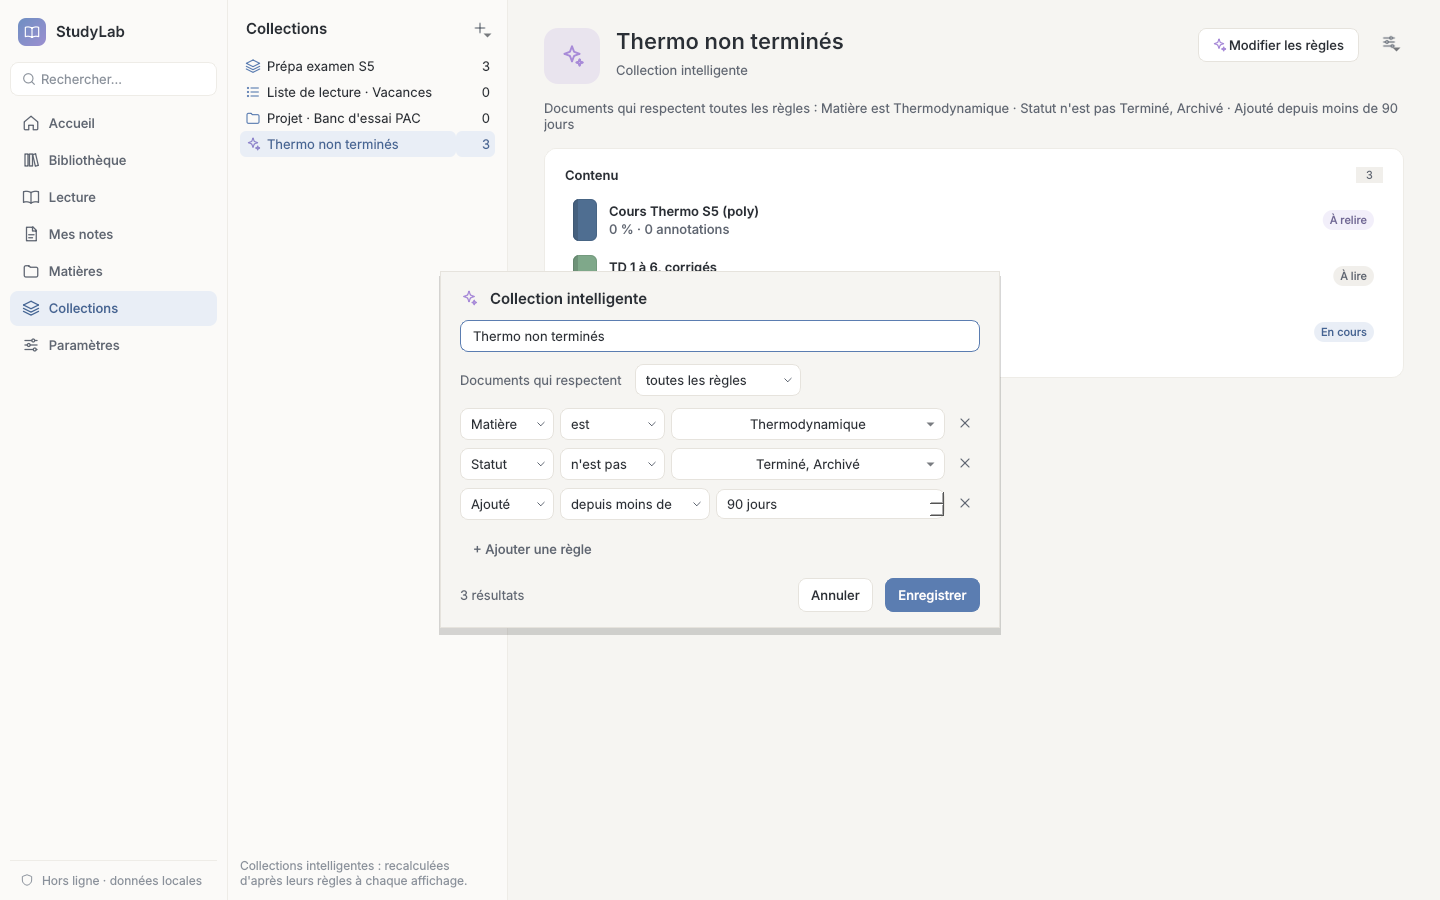 StudyLab
Rechercher...
Accueil
Bibliothèque
Lecture
Mes notes
Matières
Collections
Paramètres
Hors ligne · données locales
Collections
Prépa examen S5 3
Liste de lecture · Vacances 0
Projet · Banc d'essai PAC 0
Thermo non terminés 3
Collections intelligentes : recalculées
d'après leurs règles à chaque affichage.
Thermo non terminés
Collection intelligente
Modifier les règles
Documents qui respectent toutes les règles : Matière est Thermodynamique · Statut n'est pas Terminé, Archivé · Ajouté depuis moins de 90
jours
Contenu 3
Cours Thermo S5 (poly)
0 % · 0 annotations
À relire
TD 1 à 6, corrigés
À lire
En cours
Collection intelligente
Thermo non terminés
Documents qui respectent toutes les règles
Matière est Thermodynamique
Statut n'est pas Terminé, Archivé
Ajouté depuis moins de 90 jours
+ Ajouter une règle
3 résultats Annuler Enregistrer